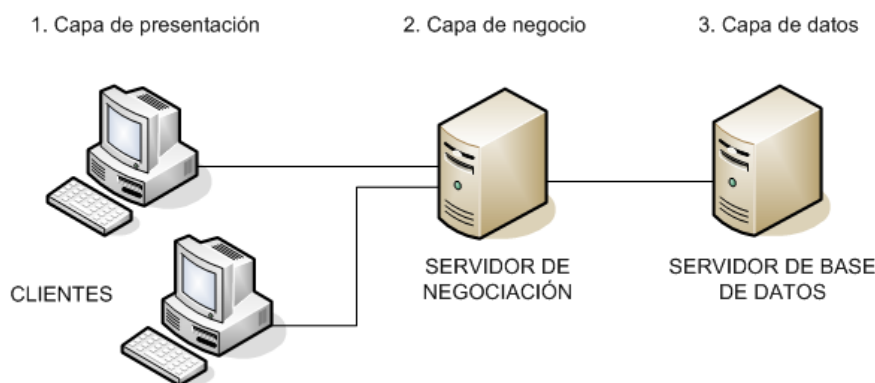 1. Capa de presentación
2. Capa de negocio
3. Capa de datos
CLIENTES
SERVIDOR DE
NEGOCIACIÓN
SERVIDOR DE BASE
DE DATOS